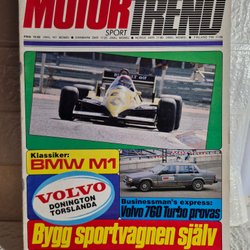 MOTOR
SPORT
TREND
Klassiker:
BMW M1
VOLVO
DONINGTON
TORSLANDA
Businessman's express:
Volvo 760 Turbo provas
Bygg sportvagnen själv